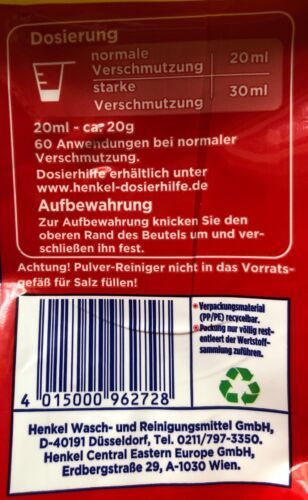 Dosierung
normale Verschmutzung 20 ml
starke Verschmutzung 30 ml
20ml - ca. 20g
60 Anwendungen bei normaler
Verschmutzung.
Dosierhilfe erhältlich unter
www.henkel-dosierhilfe.de
Aufbewahrung
Zur Aufbewahrung knicken Sie den
oberen Rand des Beutels um und ver-
schließen ihn fest.
Achtung! Pulver-Reiniger nicht in das Vorrats-
gefäß für Salz füllen!
• Verpackungsmaterial
(PP/PE) recycelbar.
• Packung nur völlig rest-
entleert der Wertstoff-
sammlung zuführen.
4 015000 962728
Henkel Wasch- und Reinigungsmittel GmbH,
D-40191 Düsseldorf, Tel. 0211/797-3350.
Henkel Central Eastern Europe GmbH,
Erdbergstraße 29, A-1030 Wien.